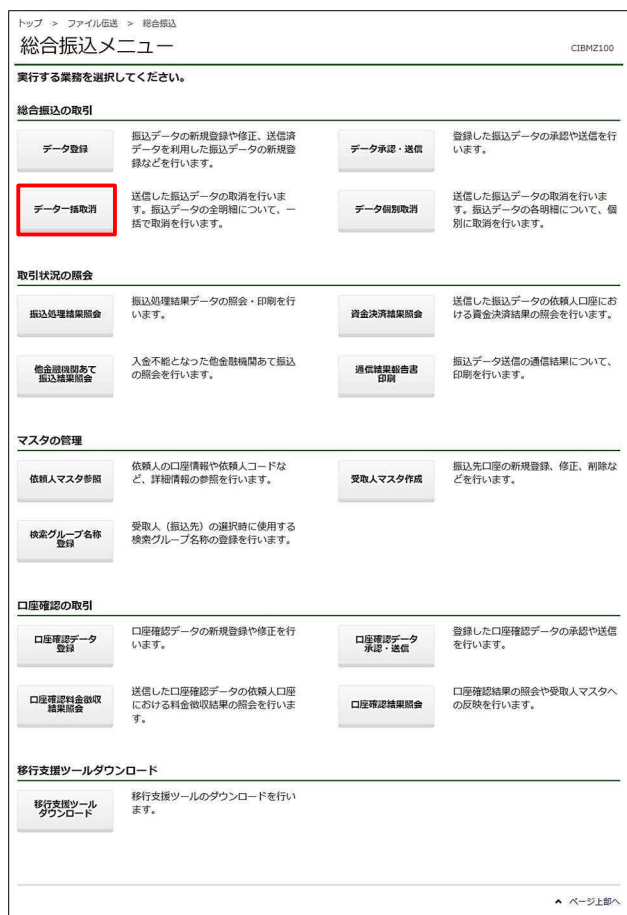 トップ > ファイル伝送 > 総合振込
総合振込メニュー
CIBMZ100
実行する業務を選択してください。
総合振込の取引
データ登録
振込データの新規登録や修正、送信済
データを利用した振込データの新規登
録などを行います。
データ承認・送信
登録した振込データの承認や送信を行
います。
データ一括取消
送信した振込データの取消を行いま
す。振込データの全明細について、一
括で取消を行います。
データ個別取消
送信した振込データの取消を行いま
す。振込データの各明細について、個
別に取消を行います。
取引状況の照会
振込処理結果照会
振込処理結果データの照会・印刷を行
います。
資金決済結果照会
送信した振込データの依頼人口座にお
ける資金決済結果の照会を行います。
他金融機関あて
振込結果照会
入金不能となった他金融機関あて振込
の照会を行います。
通信結果報告書
印刷
振込データ送信の通信結果について、
印刷を行います。
マスタの管理
依頼人マスタ参照
依頼人の口座情報や依頼人コードな
ど、詳細情報の参照を行います。
受取人マスタ作成
振込先口座の新規登録、修正、削除な
どを行います。
検索グループ名称
登録
受取人（振込先）の選択時に使用する
検索グループ名称の登録を行います。
口座確認の取引
口座確認データ
登録
口座確認データの新規登録や修正を行
います。
口座確認データ
承認・送信
登録した口座確認データの承認や送信
を行います。
口座確認料金徴収
結果照会
送信した口座確認データの依頼人口座
における料金徴収結果の照会を行いま
す。
口座確認結果照会
口座確認結果の照会や受取人マスタへ
の反映を行います。
移行支援ツールダウンロード
移行支援ツール
ダウンロード
移行支援ツールのダウンロードを行い
ます。
ページ上部へ